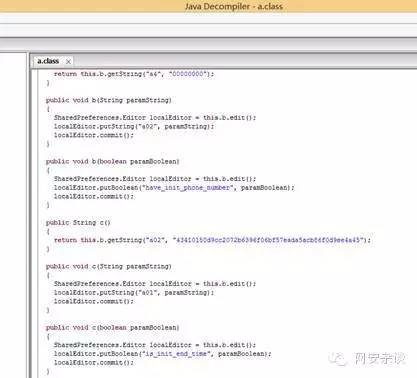 Java Decompiler - a.class
a.class
return this.b.getString("a4", "00000000");
}
public void b(String paramString)
{
SharedPreferences.Editor localEditor = this.b.edit();
localEditor.putString("a02", paramString);
localEditor.commit();
}
public void b(boolean paramBoolean)
{
SharedPreferences.Editor localEditor = this.b.edit();
localEditor.putBoolean("have_init_phone_number", paramBoolean);
localEditor.commit();
}
public String c()
{
return this.b.getString("a02",
}
public void c(String paramString)
{
SharedPreferences.Editor localEditor = this.b.edit();
localEditor.putString("a01", paramString);
localEditor.commit();
}
public void c(boolean paramBoolean)
{
SharedPreferences.Editor localEditor = this.b.edit();
localEditor.putBoolean("is_init_end_time", paramBoolean);
localEditor.commit();
网安杂谈